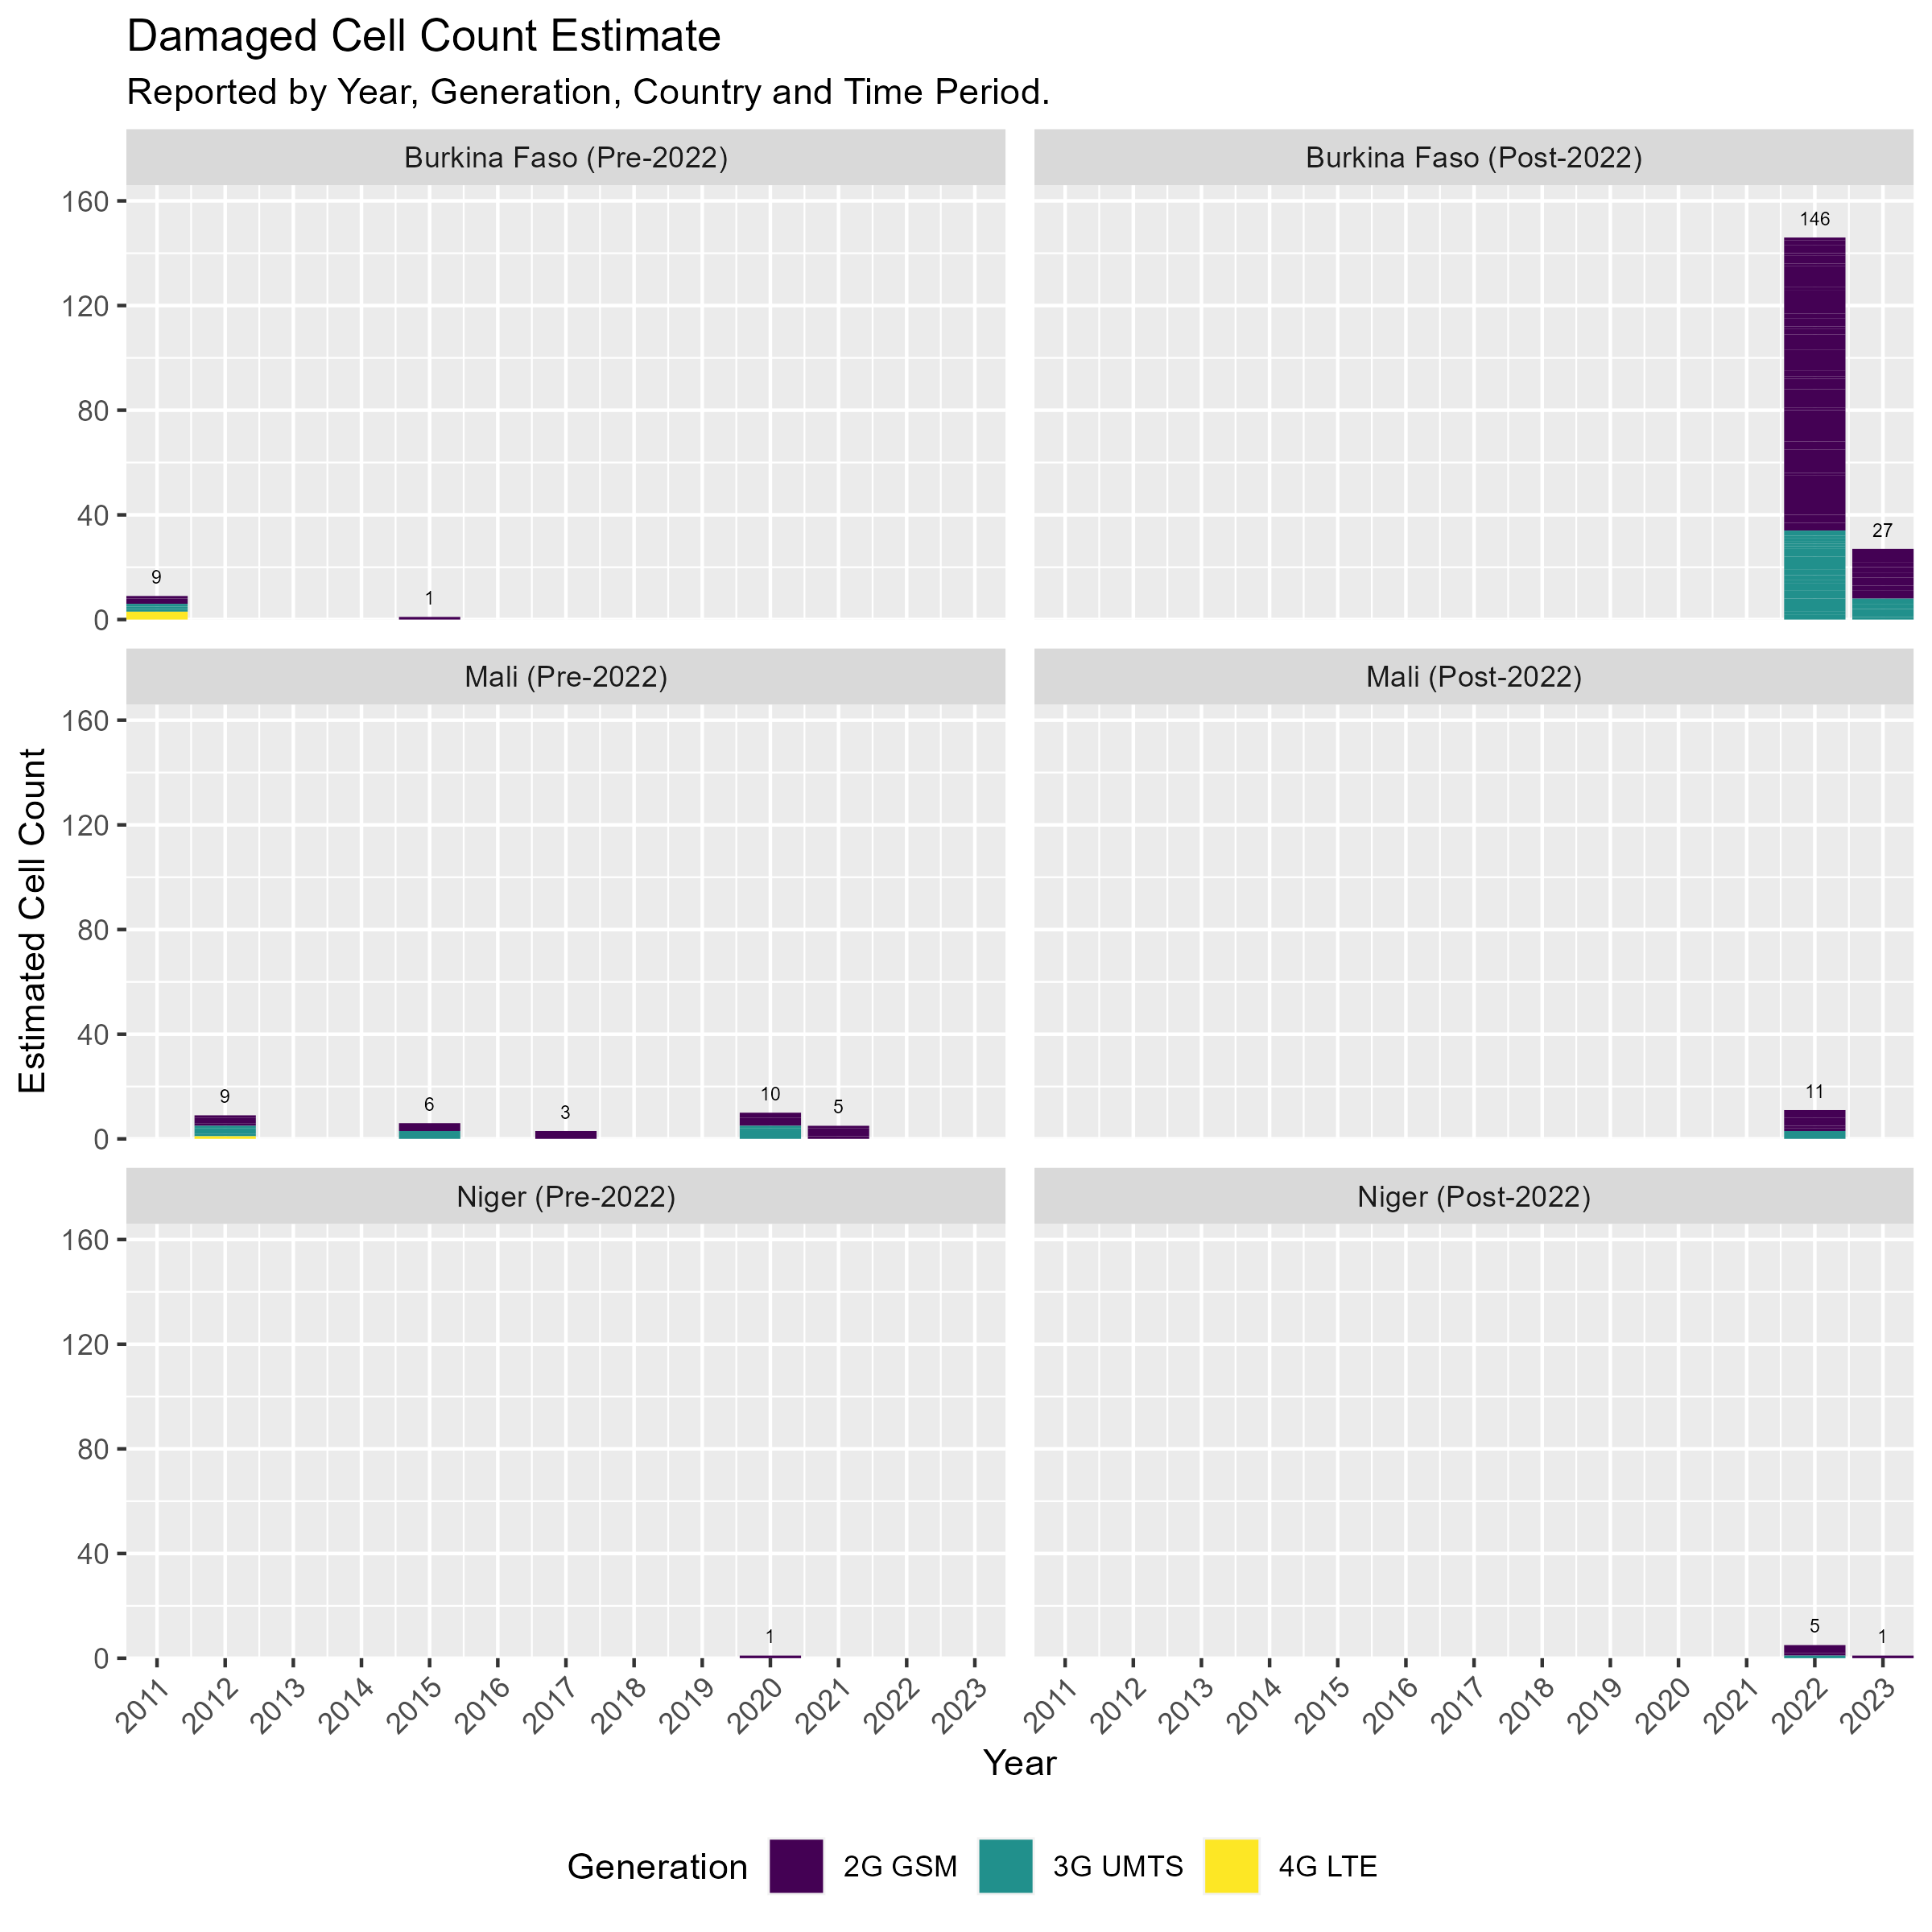 Damaged Cell Count Estimate
Reported by Year, Generation, Country and Time Period.
Burkina Faso (Pre-2022)
Burkina Faso (Post-2022)
160
120
80
40
0
9
1
146
27
Mali (Pre-2022)
Mali (Post-2022)
160
120
80
40
0
9
6
3
10
5
11
Niger (Pre-2022)
Niger (Post-2022)
160
120
80
40
0
1
5
1
Estimated Cell Count
2011 2012 2013 2014 2015 2016 2017 2018 2019 2020 2021 2022 2023
2011 2012 2013 2014 2015 2016 2017 2018 2019 2020 2021 2022 2023
Year
Generation 2G GSM 3G UMTS 4G LTE